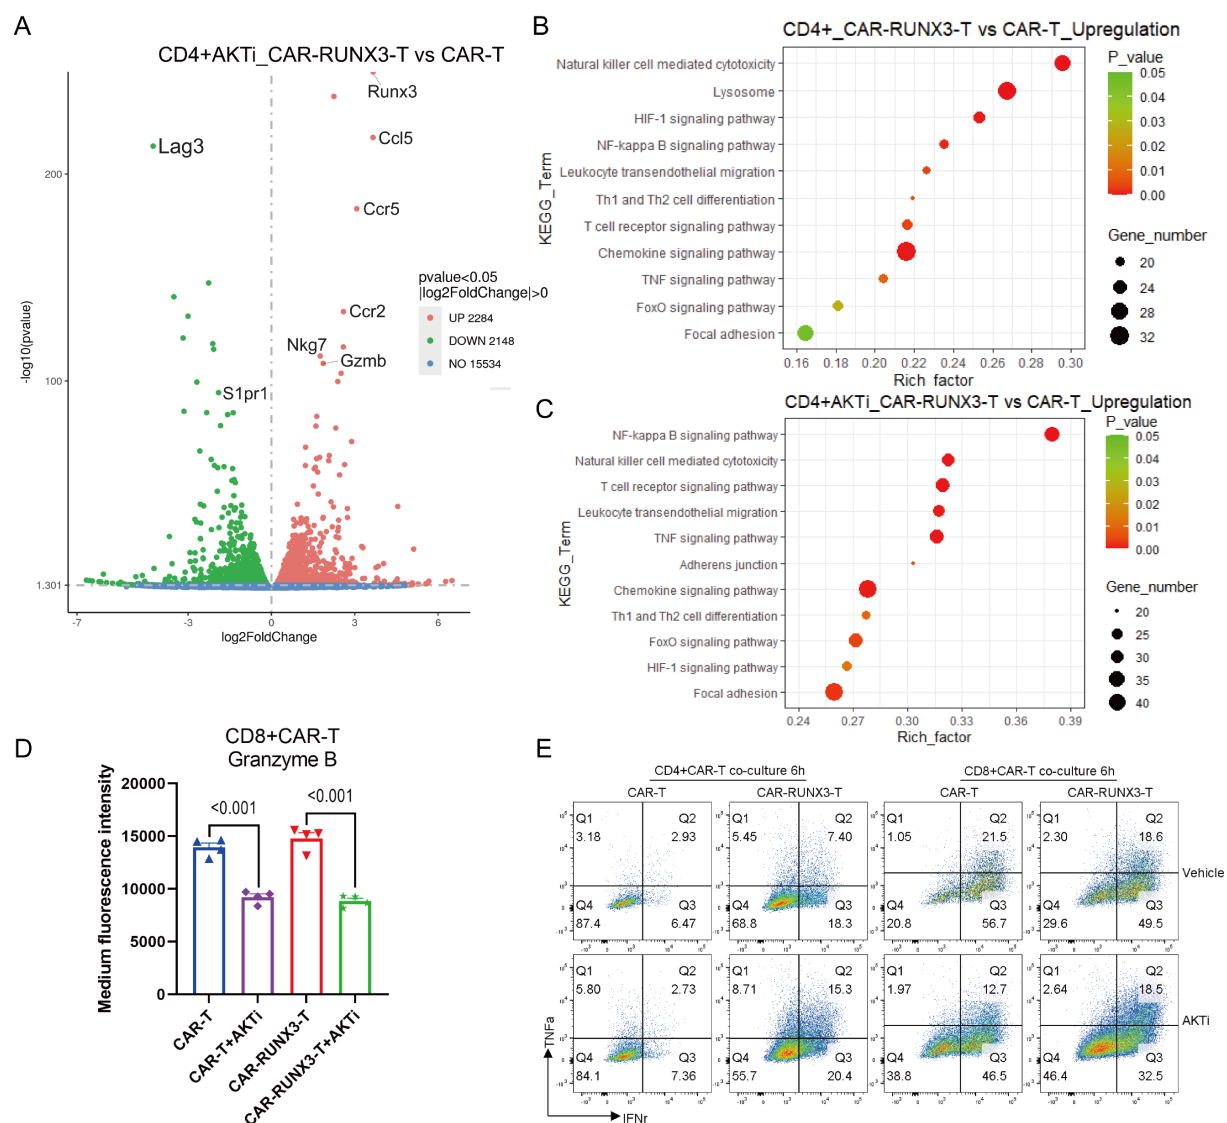 A
CD4+AKTi_CAR-RUNX3-T vs CAR-T
Runx3
Ccl5
Lag3
Ccr5
Ccr2
Nkg7
Gzmb
S1pr1
200
100
1.301
-log10(pvalue)
-7
-3
0
3
6
log2FoldChange
pvalue<0.05
|log2FoldChange|>0
UP 2284
DOWN 2148
NO 15534
B
CD4+_CAR-RUNX3-T vs CAR-T_Upregulation
KEGG_Term
Natural killer cell mediated cytotoxicity
Lysosome
HIF-1 signaling pathway
NF-kappa B signaling pathway
Leukocyte transendothelial migration
Th1 and Th2 cell differentiation
T cell receptor signaling pathway
Chemokine signaling pathway
TNF signaling pathway
FoxO signaling pathway
Focal adhesion
0.16 0.18 0.20 0.22 0.24 0.26 0.28 0.30
Rich_factor
P_value
0.05
0.04
0.03
0.02
0.01
0.00
Gene_number
20
24
28
32
C
CD4+AKTi_CAR-RUNX3-T vs CAR-T_Upregulation
KEGG_Term
NF-kappa B signaling pathway
Natural killer cell mediated cytotoxicity
T cell receptor signaling pathway
Leukocyte transendothelial migration
TNF signaling pathway
Adherens junction
Chemokine signaling pathway
Th1 and Th2 cell differentiation
FoxO signaling pathway
HIF-1 signaling pathway
Focal adhesion
0.24 0.27 0.30 0.33 0.36 0.39
Rich_factor
P_value
0.05
0.04
0.03
0.02
0.01
0.00
Gene_number
20
25
30
35
40
D
CD8+CAR-T
Granzyme B
Medium fluorescence intensity
20000
15000
10000
5000
0
<0.001
<0.001
CAR-T
CAR-T+AKTi
CAR-RUNX3-T
CAR-RUNX3-T+AKTi
E
CD4+CAR-T co-culture 6h
CD8+CAR-T co-culture 6h
CAR-T
CAR-RUNX3-T
CAR-T
CAR-RUNX3-T
Q1 3.18 Q2 2.93 Q4 87.4 Q3 6.47
Q1 5.45 Q2 7.40 Q4 68.8 Q3 18.3
Q1 1.05 Q2 21.5 Q4 20.8 Q3 56.7
Q1 2.30 Q2 18.6 Q4 29.6 Q3 49.5
Vehicle
Q1 5.80 Q2 2.73 Q4 84.1 Q3 7.36
Q1 8.71 Q2 15.3 Q4 55.7 Q3 20.4
Q1 1.97 Q2 12.7 Q4 38.8 Q3 46.5
Q1 2.64 Q2 18.5 Q4 46.4 Q3 32.5
AKTi
TNFa
IFNr